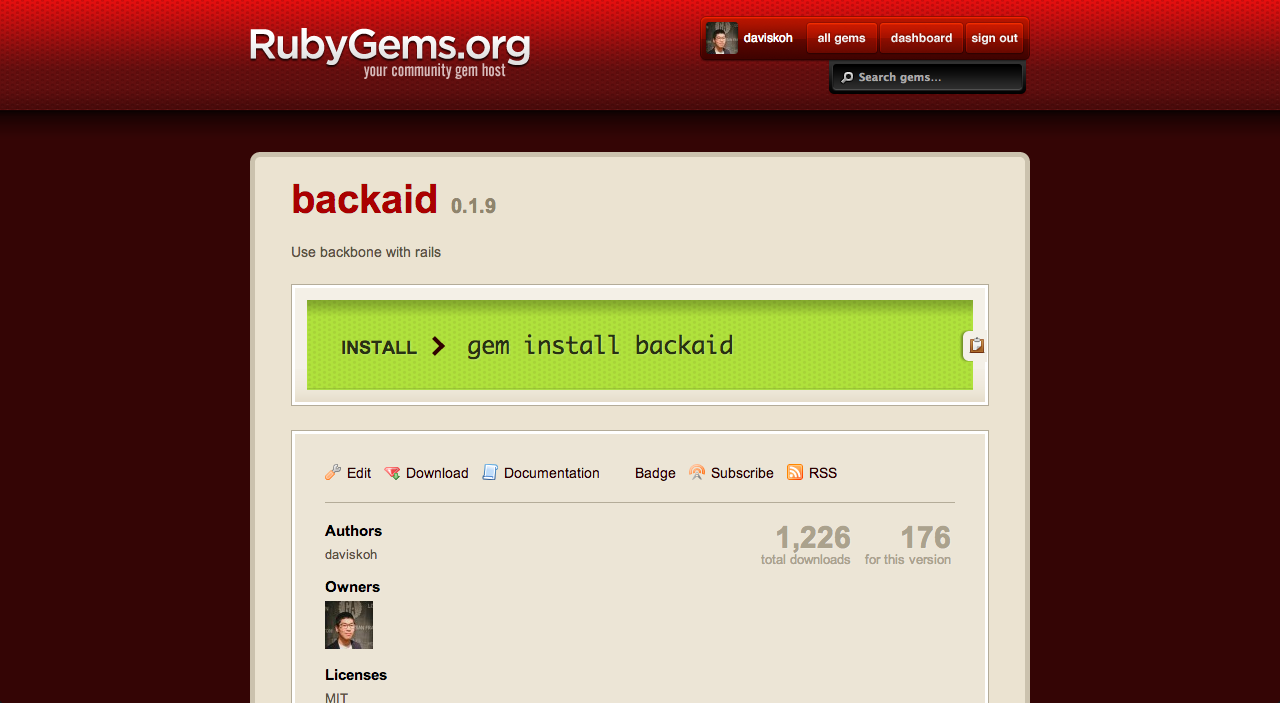 RubyGems.org
your community gem host
daviskoh all gems dashboard sign out
Search gems…
backaid 0.1.9
Use backbone with rails
INSTALL gem install backaid
Edit Download Documentation Badge Subscribe RSS
Authors
daviskoh
1,226 176
total downloads for this version
Owners
Licenses
MIT